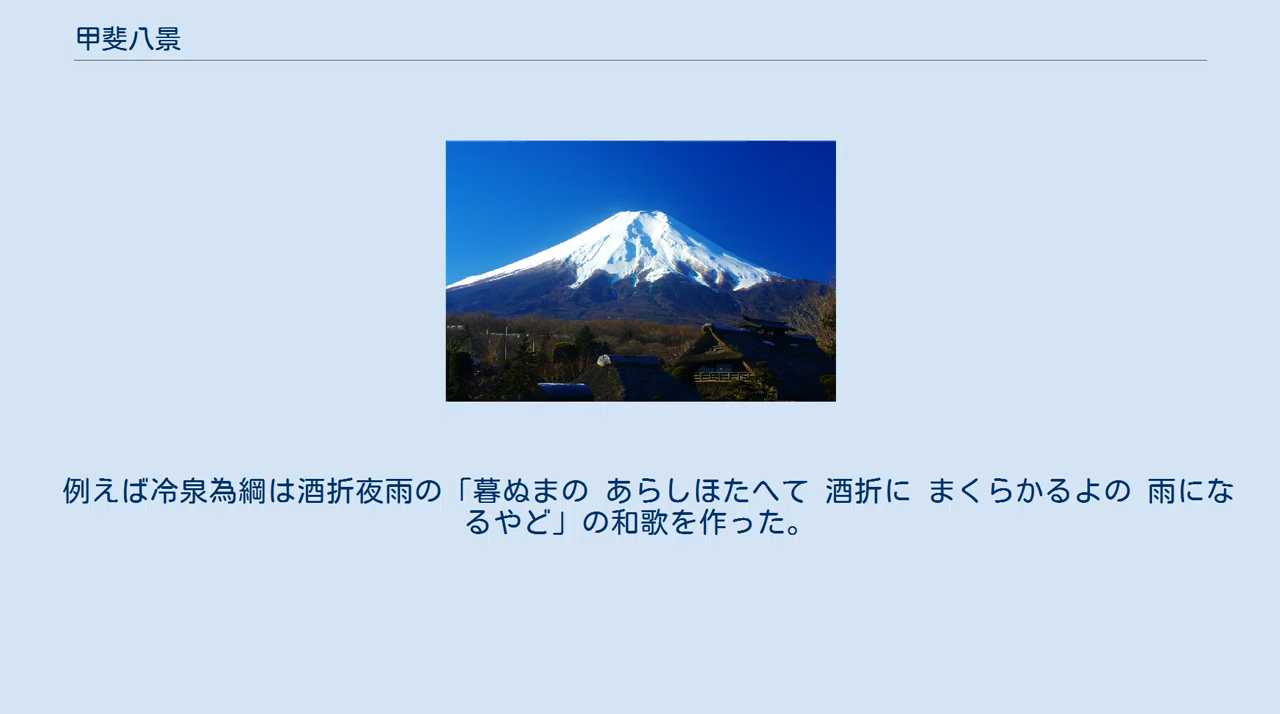 甲斐八景
例えば冷泉為綱は酒折夜雨の「暮ぬまの あらしほたへて 酒折に まくらかるよの 雨にな
るやど」の和歌を作った。